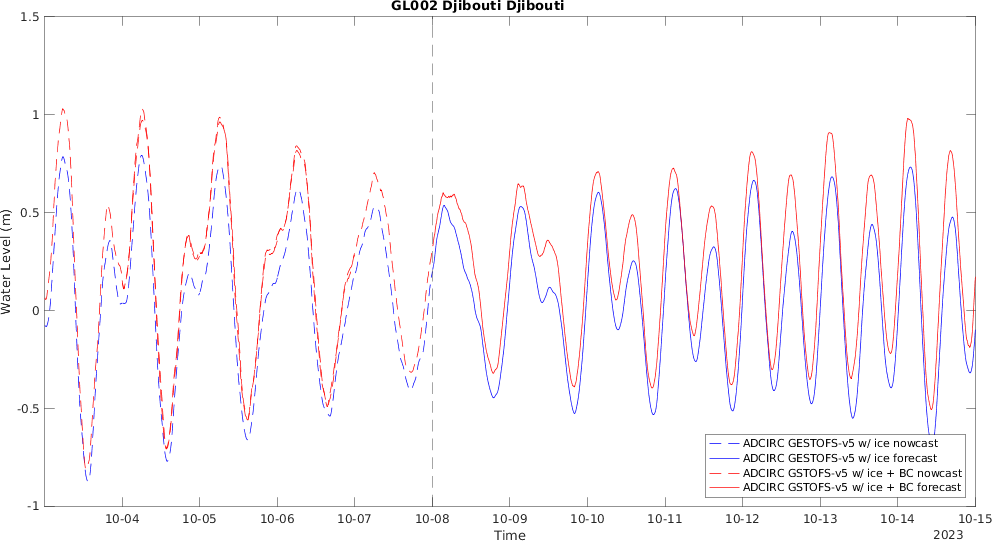 GL002 Djibouti Djibouti
1.5
1
0.5
0
-0.5
-1
Water Level (m)
ADCIRC GESTOFS-v5 w/ ice nowcast
ADCIRC GESTOFS-v5 w/ ice forecast
ADCIRC GSTOFS-v5 w/ ice + BC nowcast
ADCIRC GSTOFS-v5 w/ ice + BC forecast
10-04 10-05 10-06 10-07 10-08 10-09 10-10 10-11 10-12 10-13 10-14 10-15
Time
2023